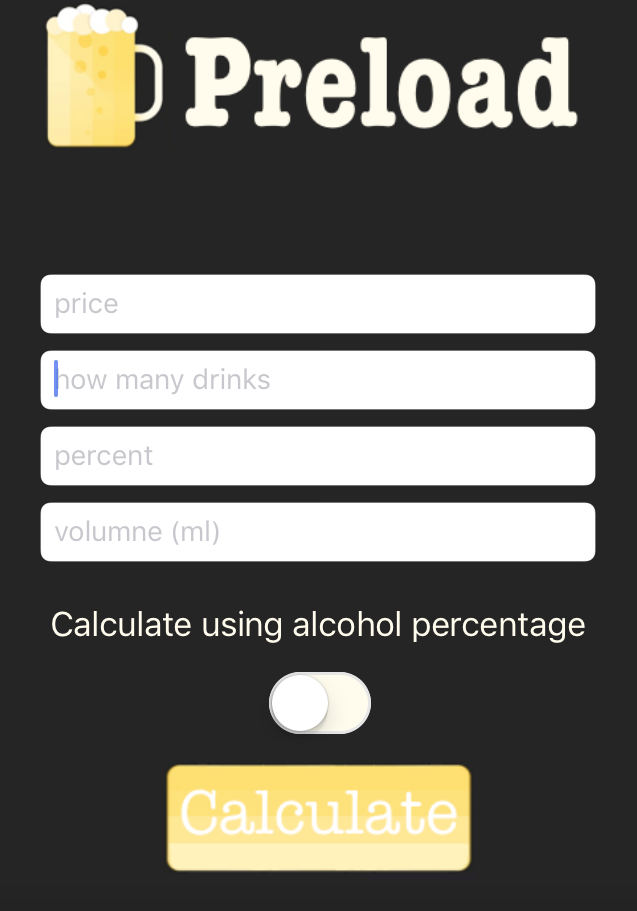 Preload
price
how many drinks
percent
volumne (ml)
Calculate using alcohol percentage
Calculate